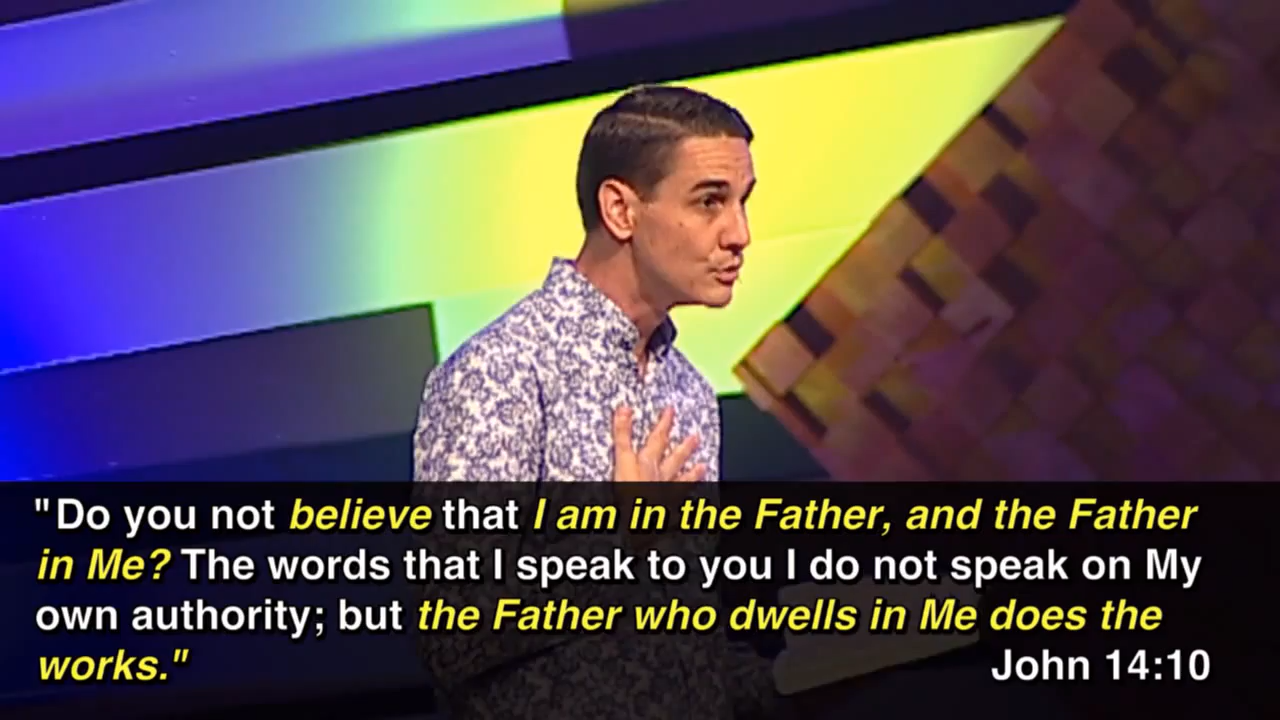 "Do you not believe that I am in the Father, and the Father
in Me? The words that I speak to you I do not speak on My
own authority; but the Father who dwells in Me does the
works."
John 14:10